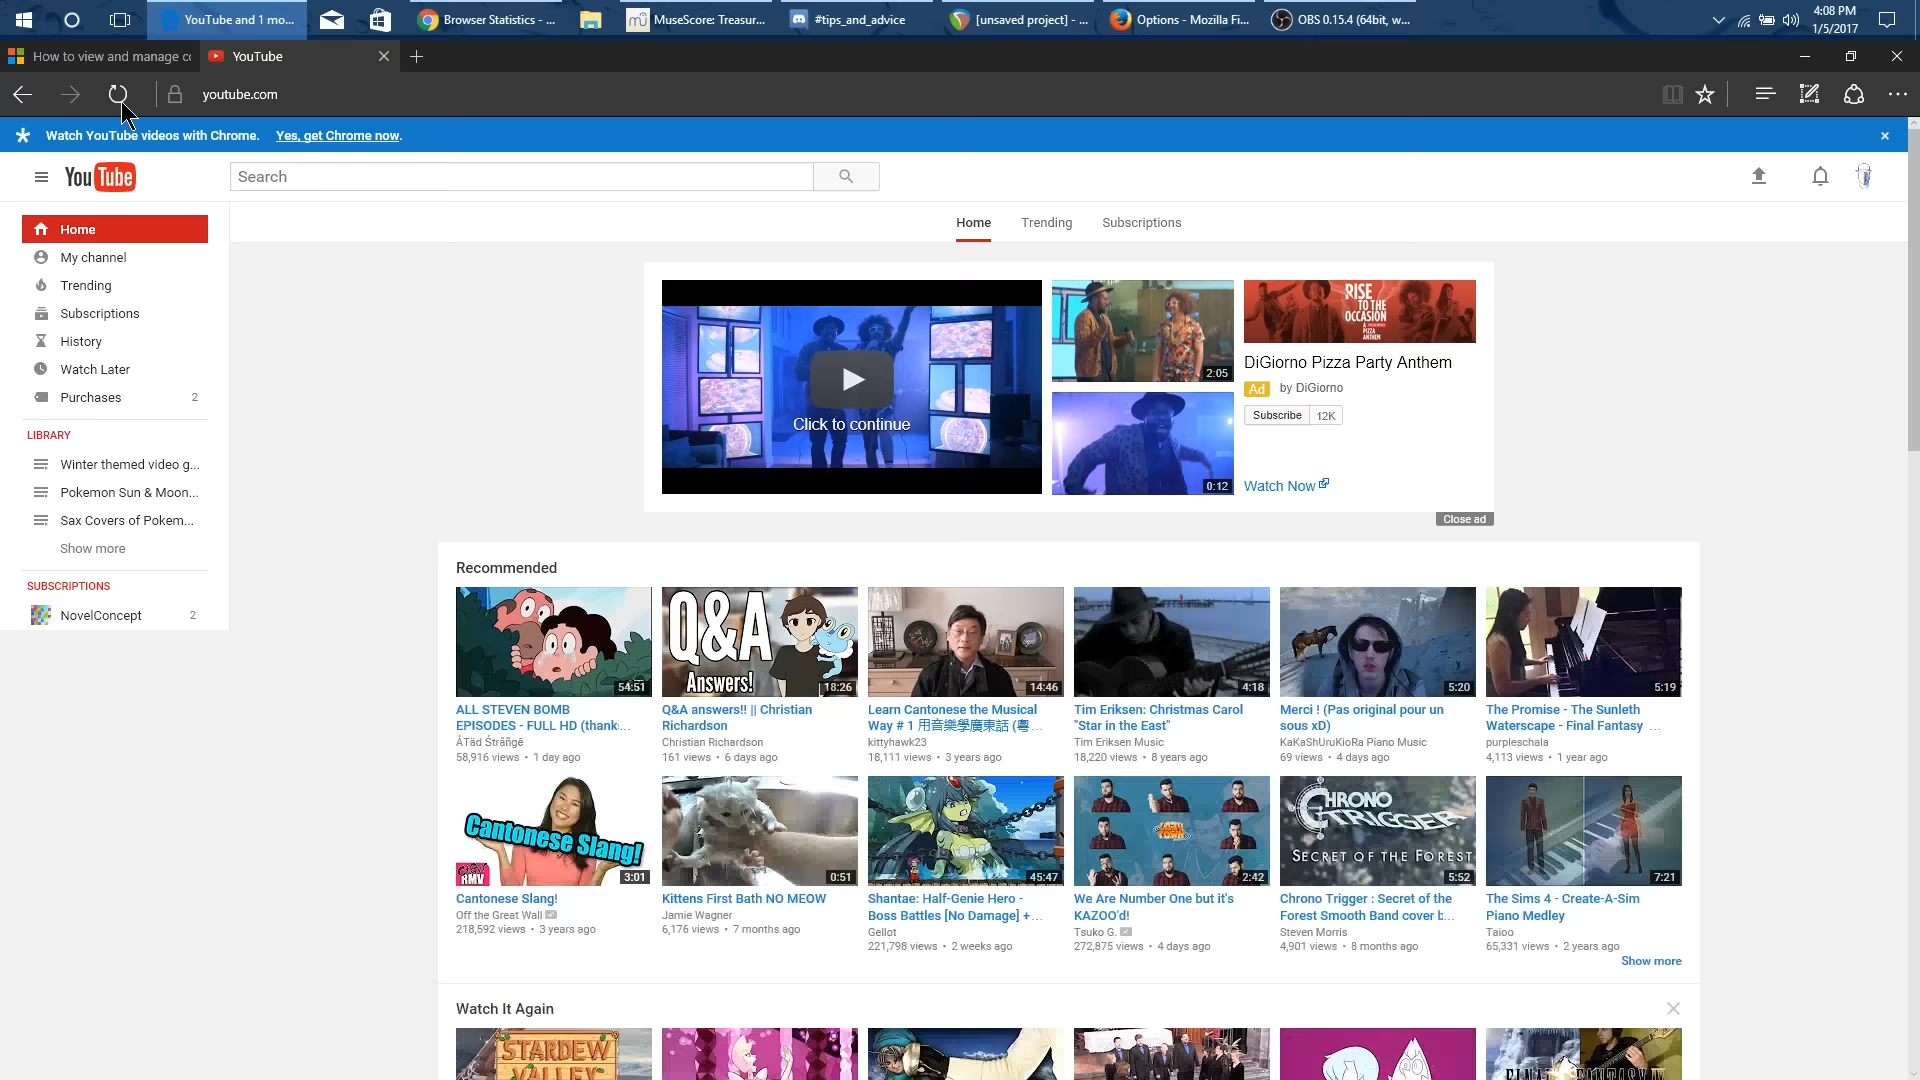 YouTube and 1 mo...
Browser Statistics - ...
MuseScore: Treasur...
#tips_and_advice
[unsaved project] - ...
Options - Mozilla Fi...
OBS 0.15.4 (64bit, w...
4:08 PM
1/5/2017
How to view and manage co
YouTube
youtube.com
Watch YouTube videos with Chrome. Yes, get Chrome now.
YouTube
Search
Home
Trending
Subscriptions
Home
My channel
Trending
Subscriptions
History
Watch Later
Purchases 2
LIBRARY
Winter themed video g...
Pokemon Sun & Moon...
Sax Covers of Pokem...
Show more
SUBSCRIPTIONS
NovelConcept 2
Click to continue
2:05
0:12
RISE
TO THE
OCCASION
PIZZA
ANTHEM
DiGiorno Pizza Party Anthem
Ad by DiGiorno
Subscribe 12K
Watch Now
Close ad
Recommended
54:51
ALL STEVEN BOMB
EPISODES - FULL HD (thank...
ÅTäd Štrâñgē
58,916 views • 1 day ago
Q&A
Answers!
18:26
Q&A answers!! || Christian
Richardson
Christian Richardson
161 views • 6 days ago
14:46
Learn Cantonese the Musical
Way # 1 用音樂學廣東話 (粵...
kittyhawk23
18,111 views • 3 years ago
4:18
Tim Eriksen: Christmas Carol
"Star in the East"
Tim Eriksen Music
18,220 views • 8 years ago
5:20
Merci ! (Pas original pour un
sous xD)
KaKaShUruKioRa Piano Music
69 views • 4 days ago
5:19
The Promise - The Sunleth
Waterscape - Final Fantasy ...
purpleschala
4,113 views • 1 year ago
Cantonese Slang!
RMV
3:01
Cantonese Slang!
Off the Great Wall
218,592 views • 3 years ago
0:51
Kittens First Bath NO MEOW
Jamie Wagner
6,176 views • 7 months ago
45:47
Shantae: Half-Genie Hero -
Boss Battles [No Damage] +...
Gellot
221,798 views • 2 weeks ago
2:42
We Are Number One but it's
KAZOO'd!
Tsuko G.
272,875 views • 4 days ago
CHRONO
TRIGGER
SECRET OF THE FOREST
5:52
Chrono Trigger : Secret of the
Forest Smooth Band cover b...
Steven Morris
4,901 views • 8 months ago
7:21
The Sims 4 - Create-A-Sim
Piano Medley
Taioo
65,331 views • 2 years ago
Show more
Watch It Again
STARDEW
VALLEY